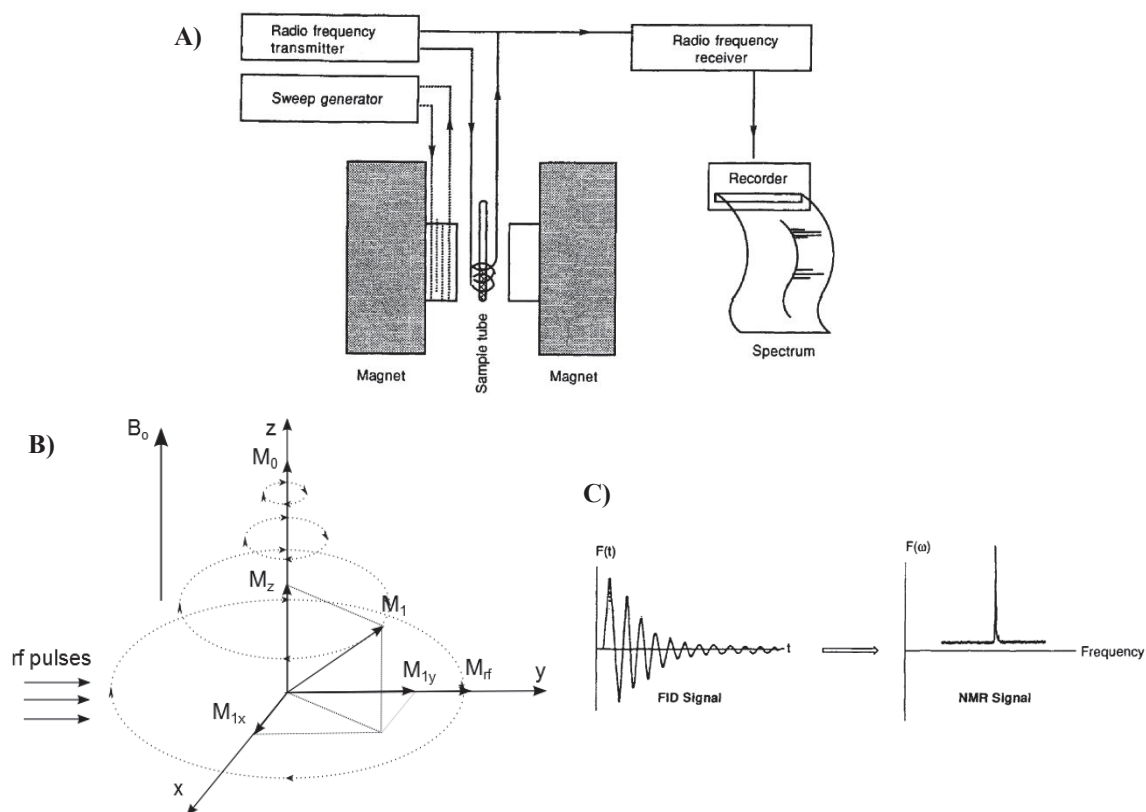 A)
Radio frequency
transmitter
Sweep generator
Radio frequency
receiver
Recorder
Sample tube
Magnet
Magnet
Spectrum
B)
Bo
z
M0
Mz
M1
rf pulses
M1y
Mrf
y
M1x
x
C)
F(t)
t
FID Signal
F(ω)
Frequency
NMR Signal